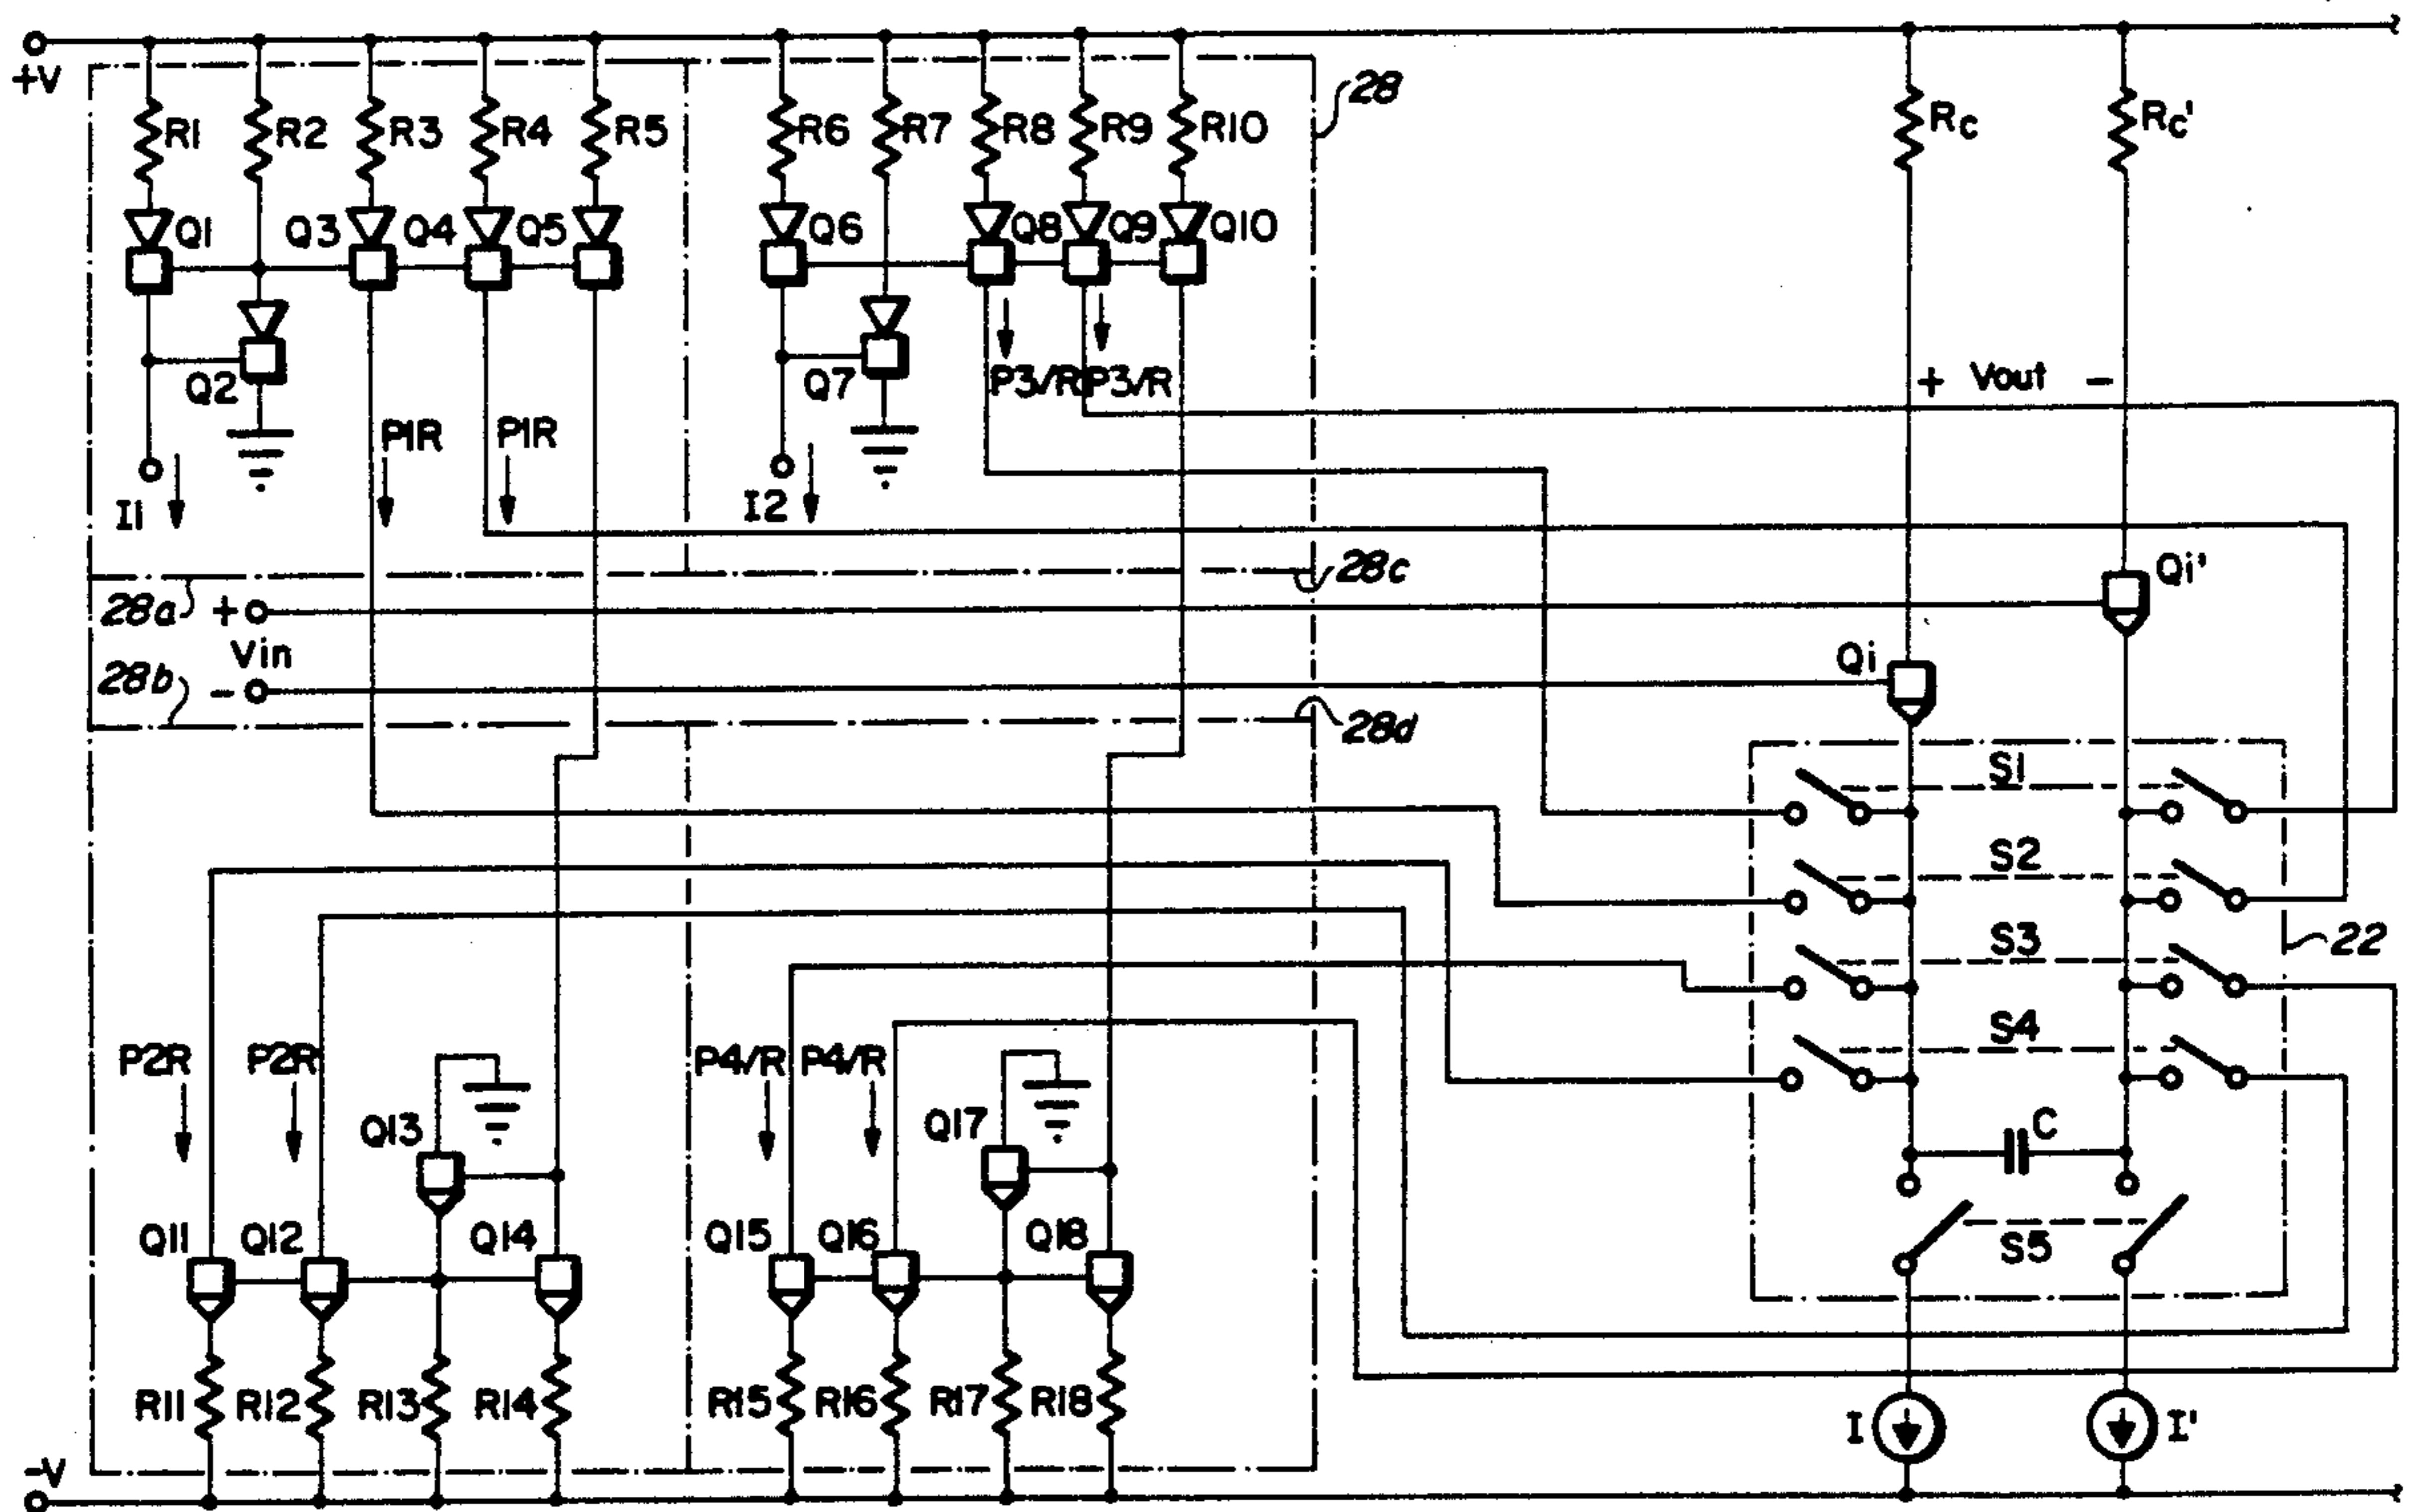 +V
28
R1 R2 R3 R4 R5 R6 R7 R8 R9 R10 Rc Rc'
Q1 Q3 Q4 Q5 Q6 Q8 Q9 Q10
Q2 Q7 P3/R P3/R + Vout -
P1R P1R
I1 I2
28c Qi'
28a +
Vin
28b - Qi
28d
S1
S2
S3 22
S4
P2R P2R P4/R P4/R
Q13 Q17 C
Q11 Q12 Q14 Q15 Q16 Q18
S5
R11 R12 R13 R14 R15 R16 R17 R18
I I'
-V